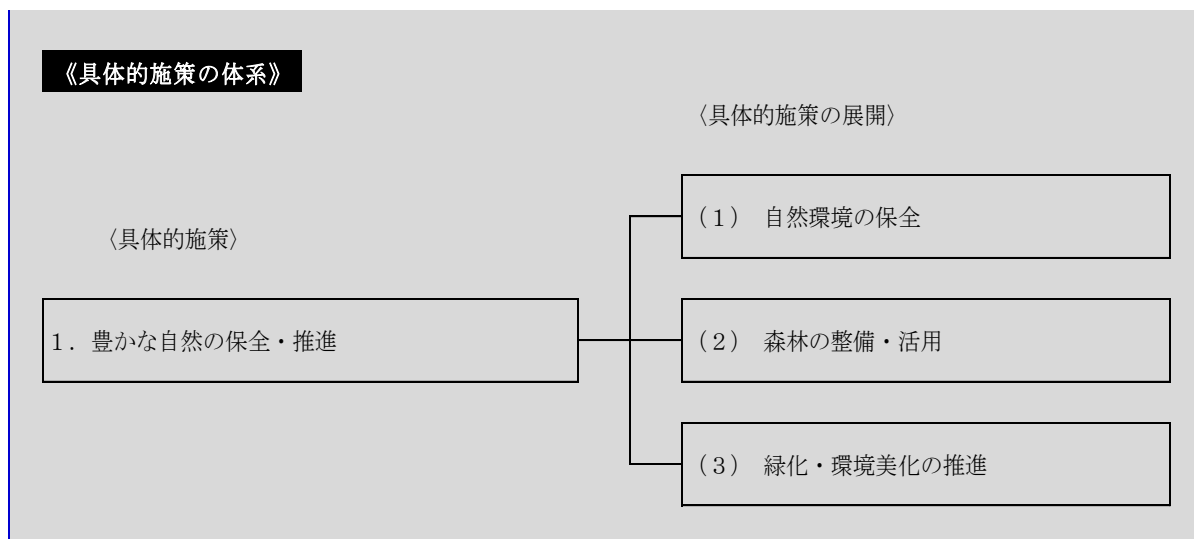 《具体的施策の体系》
〈具体的施策の展開〉
〈具体的施策〉
(1) 自然環境の保全
1.豊かな自然の保全・推進
(2) 森林の整備・活用
(3) 緑化・環境美化の推進